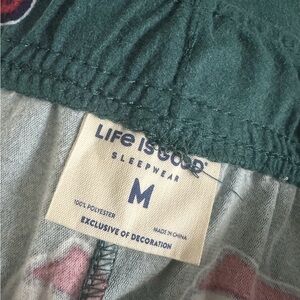 LIFE IS GOOD®
SLEEPWEAR
M
100% POLYESTER
MADE IN CHINA
EXCLUSIVE OF DECORATION